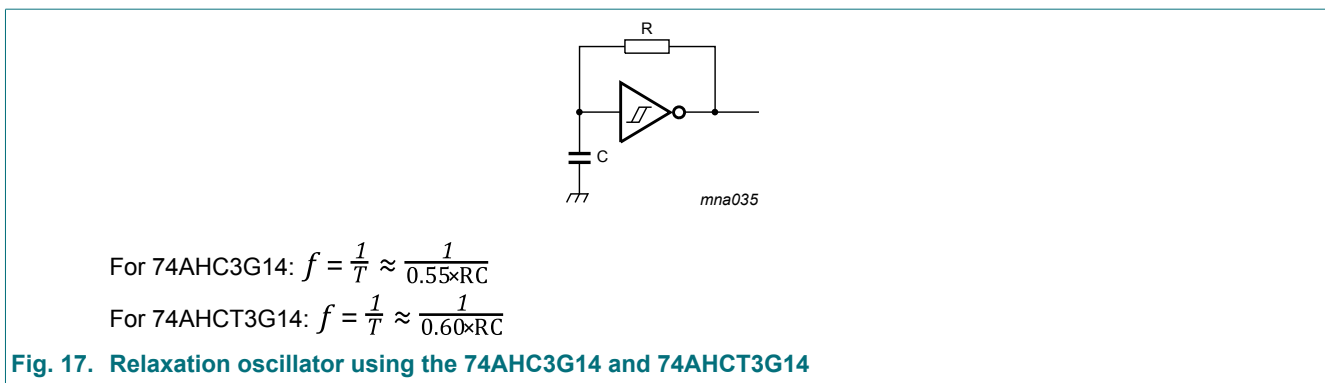 R
C
mna035
For 74AHC3G14: f = 1/T ≈ 1/0.55×RC
For 74AHCT3G14: f = 1/T ≈ 1/0.60×RC
Fig. 17. Relaxation oscillator using the 74AHC3G14 and 74AHCT3G14